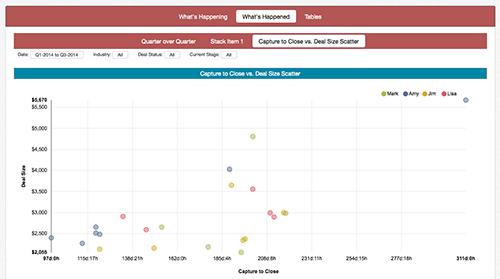 What's Happening What's Happened Tables
Quarter over Quarter Stack Item 1 Capture to Close vs. Deal Size Scatter
Date: Q1-2014 to Q3-2014 Industry: All Deal Status: All Current Stage: All
Capture to Close vs. Deal Size Scatter
Mark Amy Jim Lisa
$5,670
$5,500
$5,000
$4,500
$4,000
$3,500
$3,000
$2,500
$2,055
Deal Size
97d:0h 115d:17h 138d:13h 162d:0h 185d:4h 208d:8h 231d:11h 254d:15h 277d:18h 311d:0h
Capture to Close